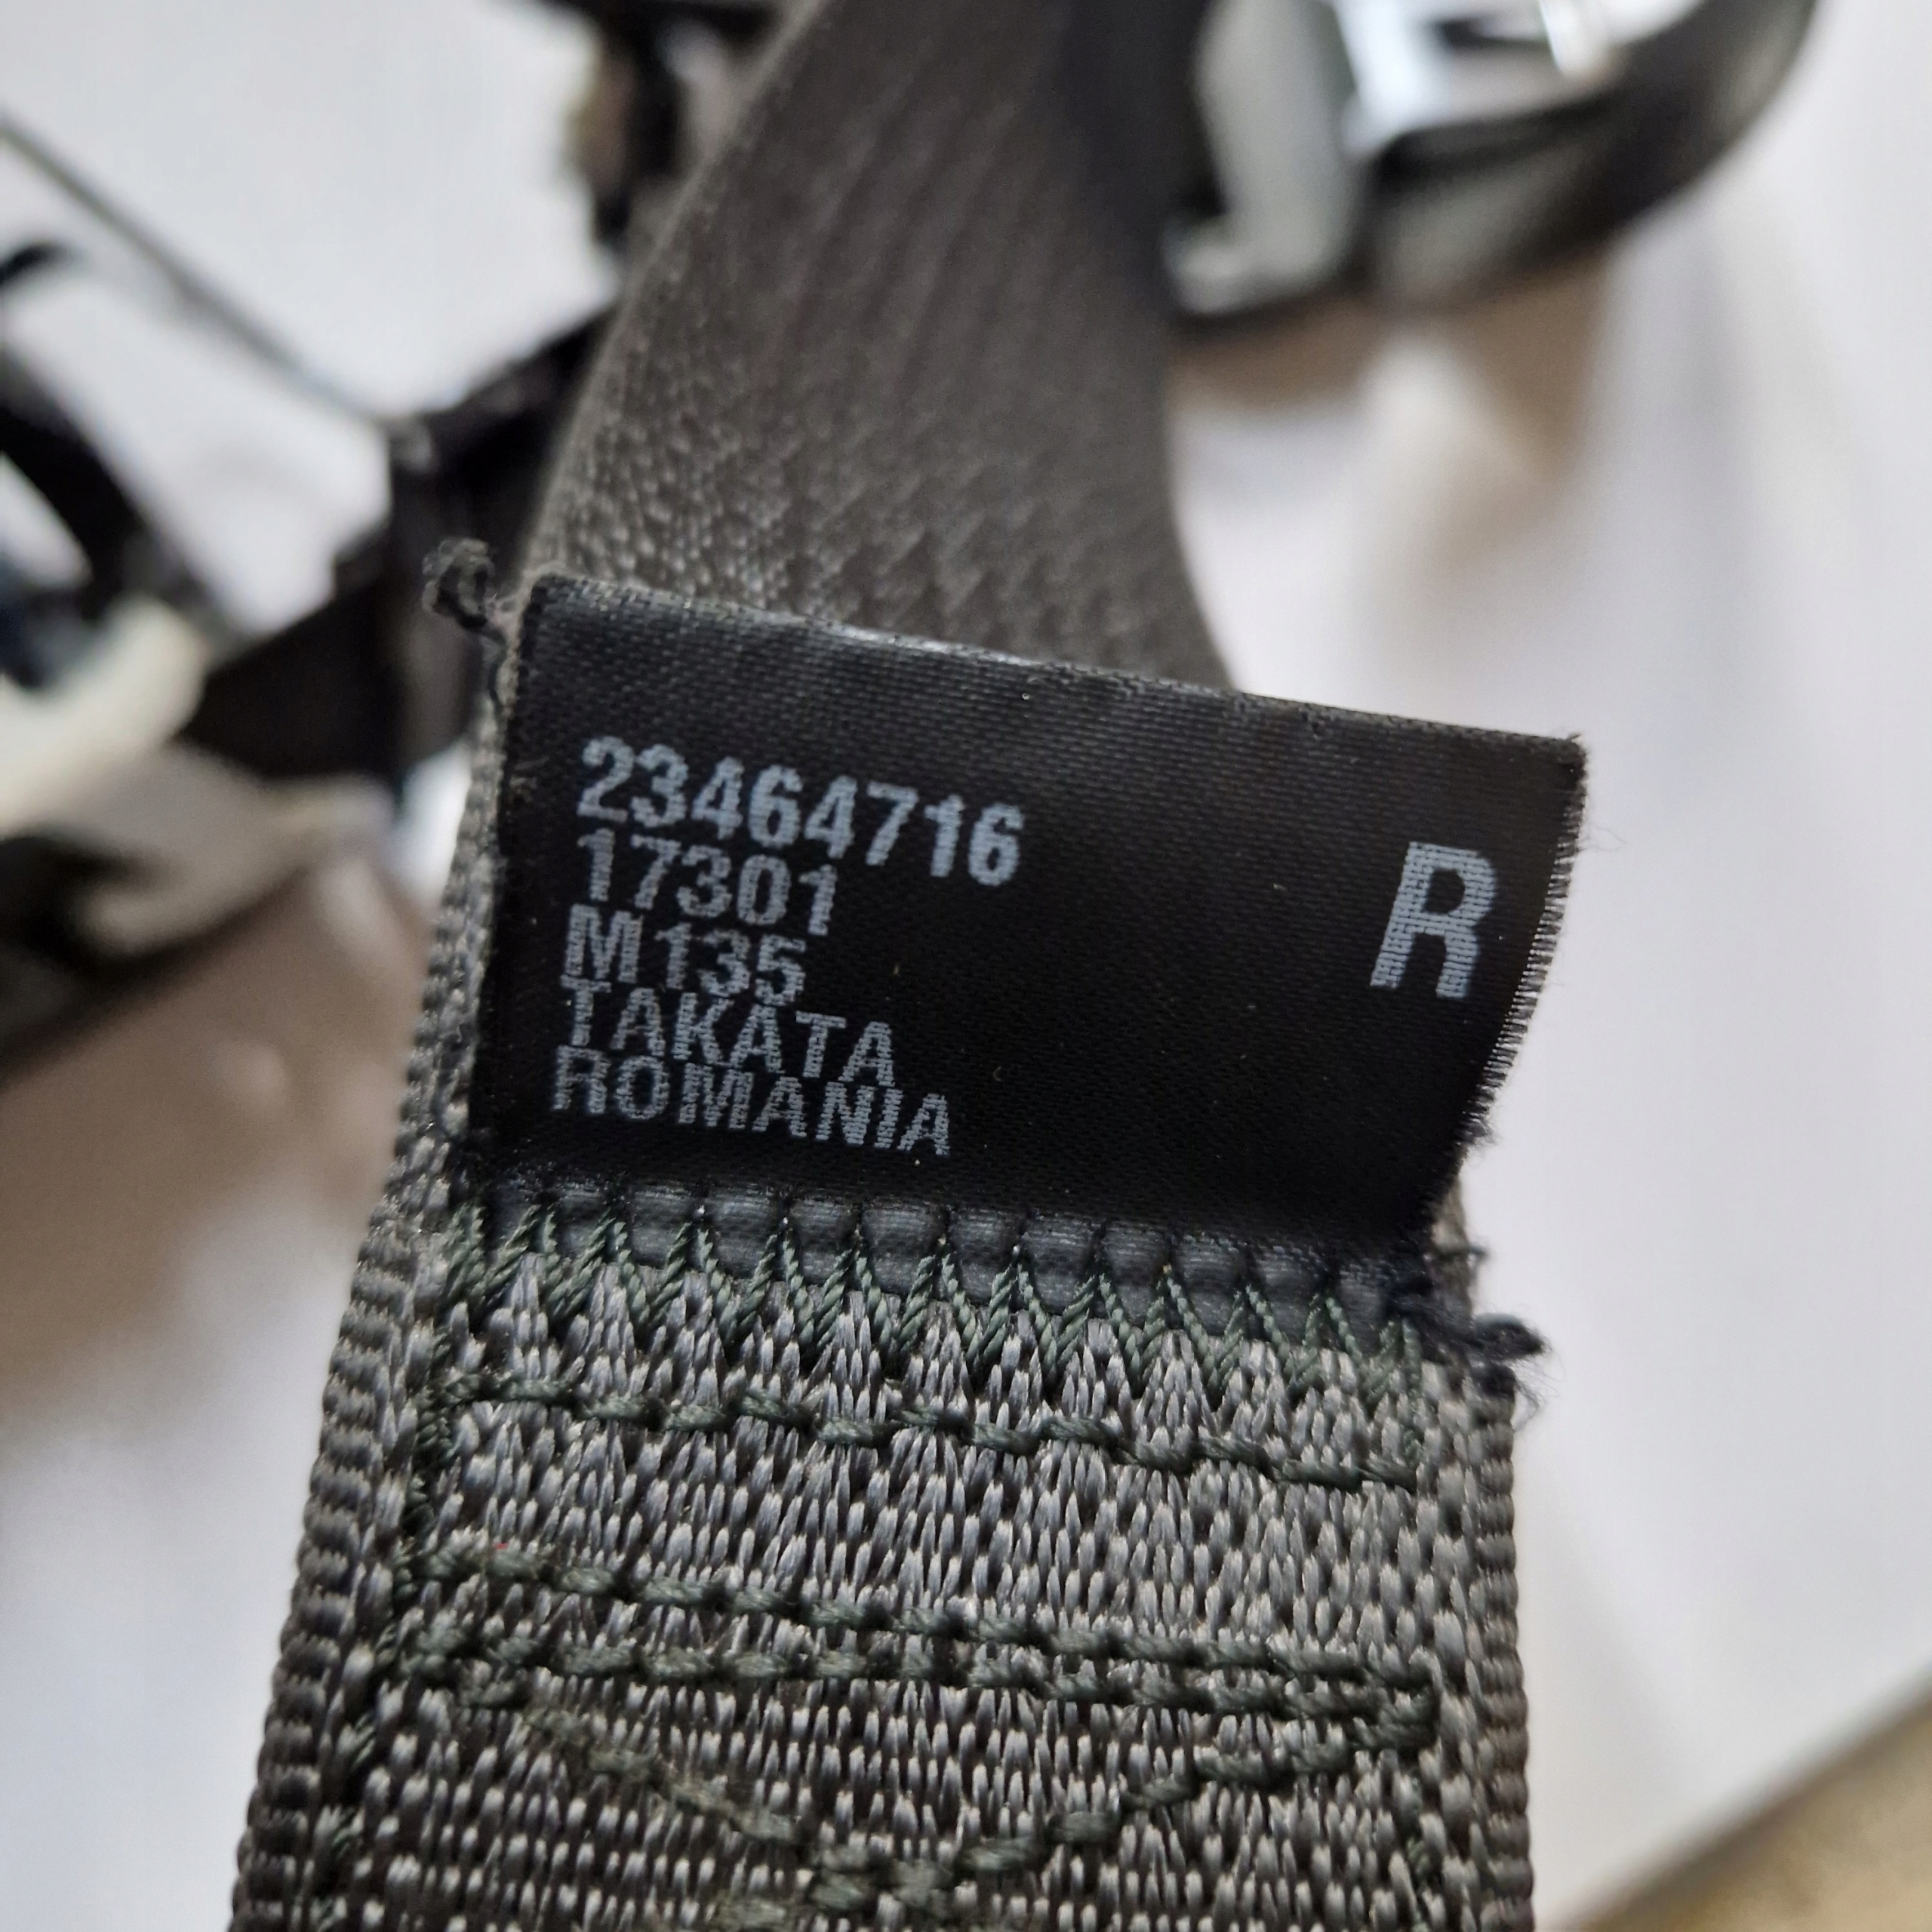 23464716
17301
M135
TAKATA
ROMANIA
R